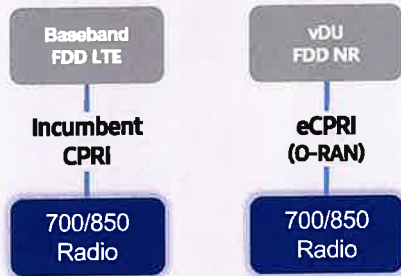 Baseband
FDD LTE
Incumbent
CPRI
700/850
Radio
vDU
FDD NR
eCPRI
(O-RAN)
700/850
Radio